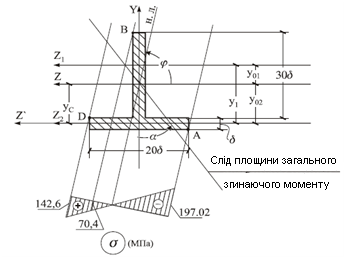 Y
н. л.
B
Z₁
Z
φ
y₁
y₀₁
y₀₂
30δ
y_C
Z'
Z₂
D
A
α
δ
20δ
Слід площини загального
згинаючого моменту
142,6
+
70,4
−
197.02
σ (МПа)